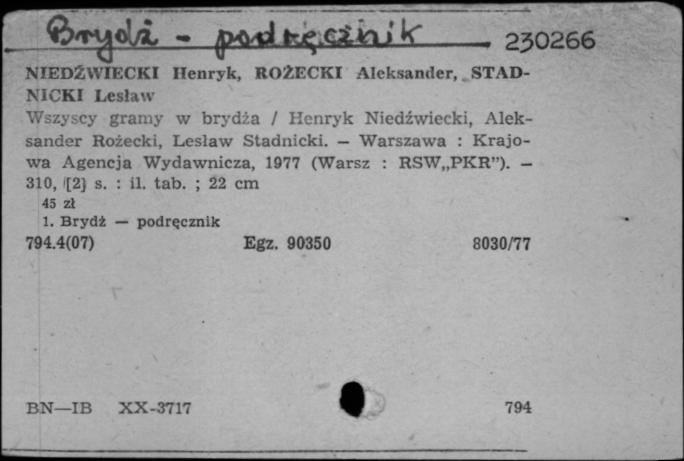 Brydż - podręcznik 230266
NIEDŹWIECKI Henryk, ROŻECKI Aleksander, STAD-
NICKI Lesław
Wszyscy gramy w brydża / Henryk Niedźwiecki, Alek-
sander Rożecki, Lesław Stadnicki. — Warszawa : Krajo-
wa Agencja Wydawnicza, 1977 (Warsz : RSW„PKR”). —
310, [2] s. : il. tab. ; 22 cm
45 zł
1. Brydż — podręcznik
794.4(07) Egz. 90350 8030/77
BN—IB XX-3717 794